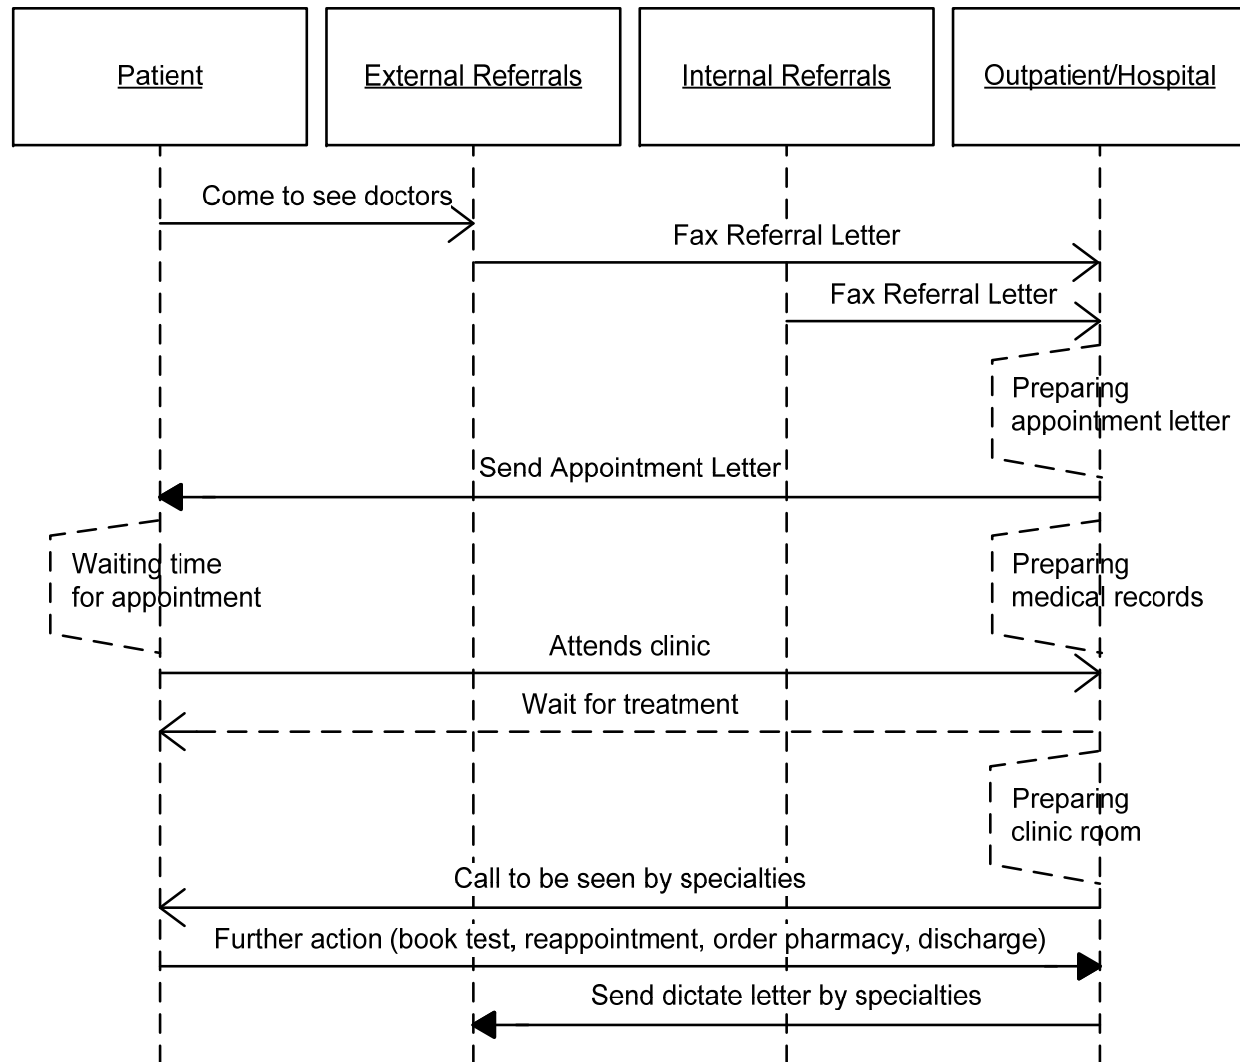 Patient
External Referrals
Internal Referrals
Outpatient/Hospital
Come to see doctors
Fax Referral Letter
Fax Referral Letter
Preparing
appointment letter
Send Appointment Letter
Waiting time
for appointment
Preparing
medical records
Attends clinic
Wait for treatment
Preparing
clinic room
Call to be seen by specialties
Further action (book test, reappointment, order pharmacy, discharge)
Send dictate letter by specialties